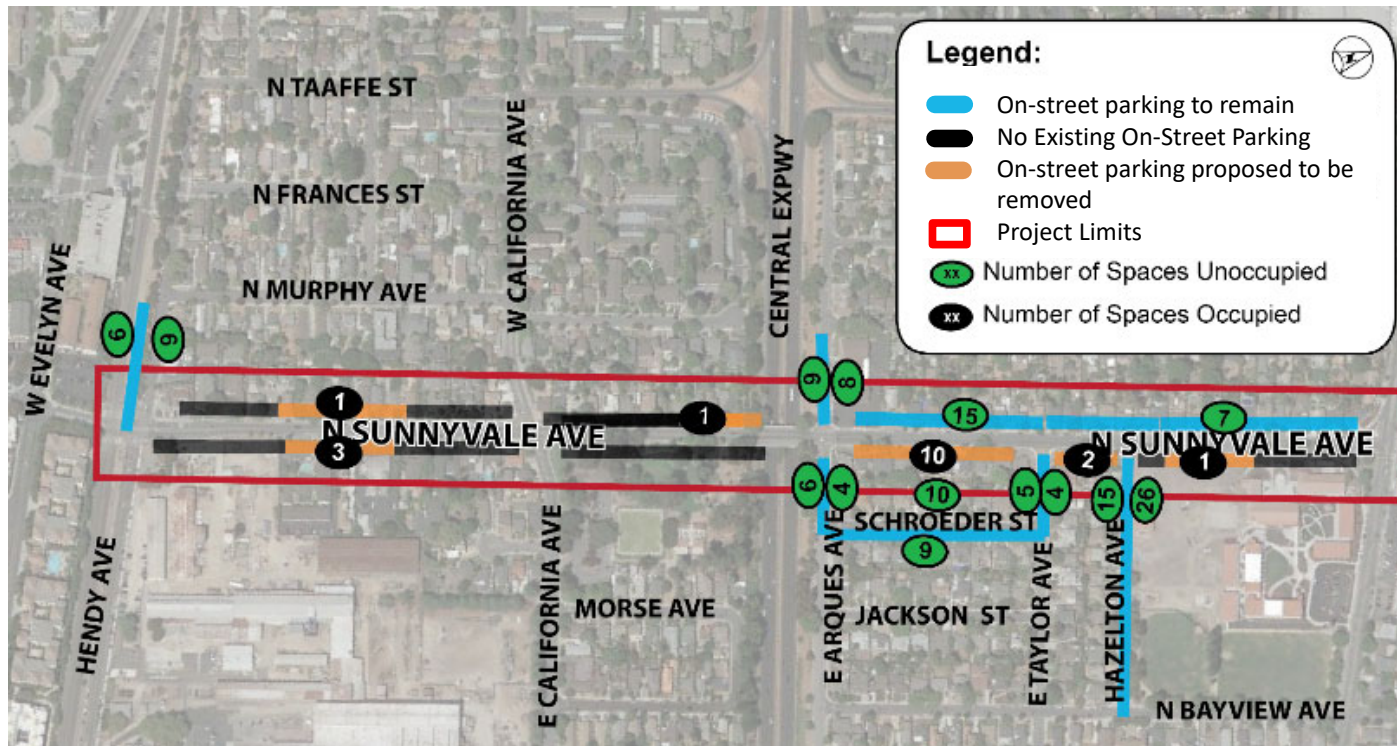 Legend:
On-street parking to remain
No Existing On-Street Parking
On-street parking proposed to be
removed
Project Limits
xx Number of Spaces Unoccupied
xx Number of Spaces Occupied
N TAAFFE ST
N FRANCES ST
N MURPHY AVE
W CALIFORNIA AVE
CENTRAL EXPWY
W EVELYN AVE
6
9
9
8
1
1
15
7
N SUNNYVALE AVE
N SUNNYVALE AVE
3
10
2
1
6
4
10
5
4
15
26
SCHROEDER ST
9
HENDY AVE
E CALIFORNIA AVE
MORSE AVE
E ARQUES AVE
JACKSON ST
E TAYLOR AVE
HAZELTON AVE
N BAYVIEW AVE